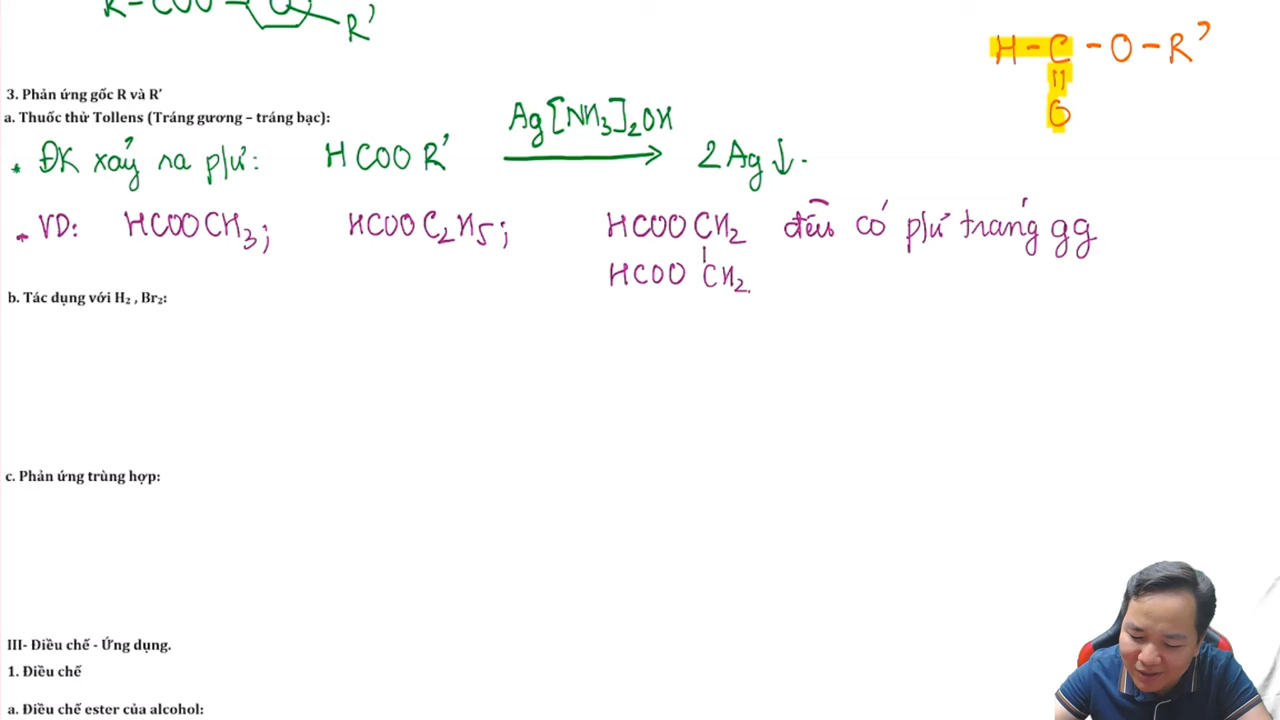 R-COO-
R'
H-C-O-R'
O
3. Phản ứng gốc R và R'
a. Thuốc thử Tollens (Tráng gương – tráng bạc):
Ag[NH₃]₂OH
• ĐK xảy ra p/ư: HCOOR' → 2Ag↓.
• VD: HCOOCH₃; HCOOC₂H₅; HCOOCH₂ đều có p/ư tráng gg
HCOOCH₂.
b. Tác dụng với H₂ , Br₂:
c. Phản ứng trùng hợp:
III- Điều chế - Ứng dụng.
1. Điều chế
a. Điều chế ester của alcohol: